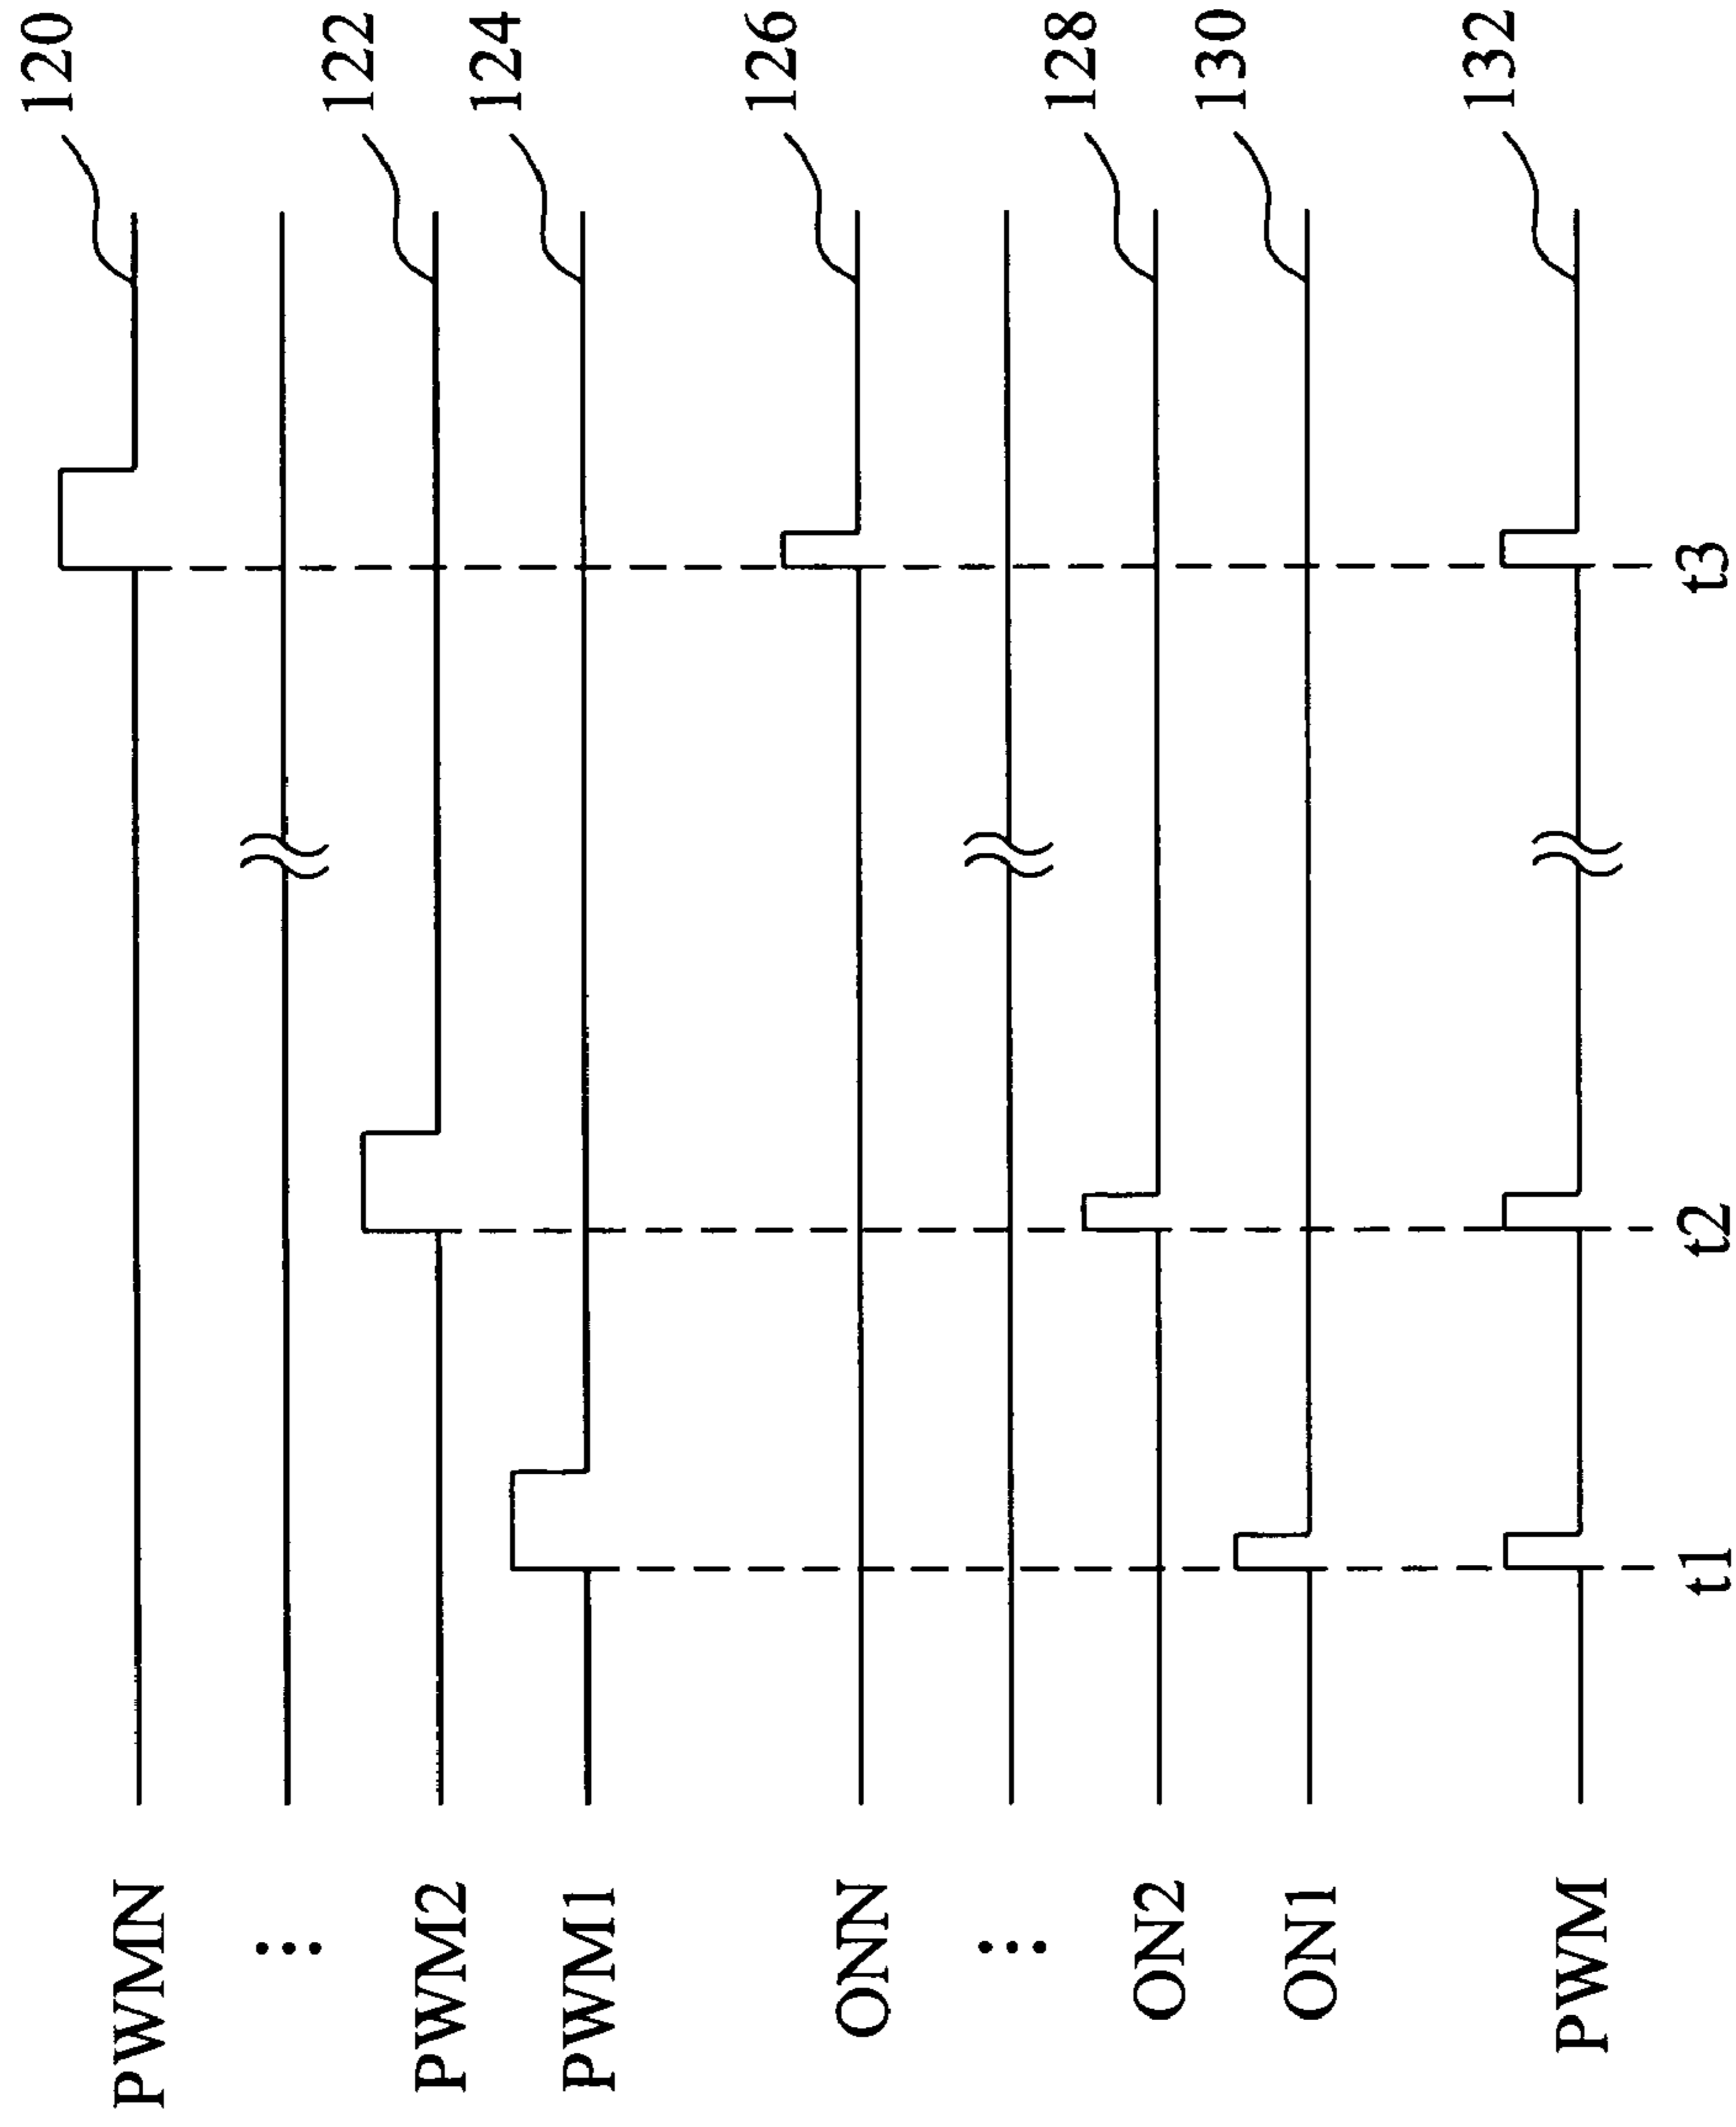 PWMN 120
⋮
PWM2 122
PWM1 124
ONN 126
⋮
ON2 128
ON1 130
PWM 132
t1 t2 t3